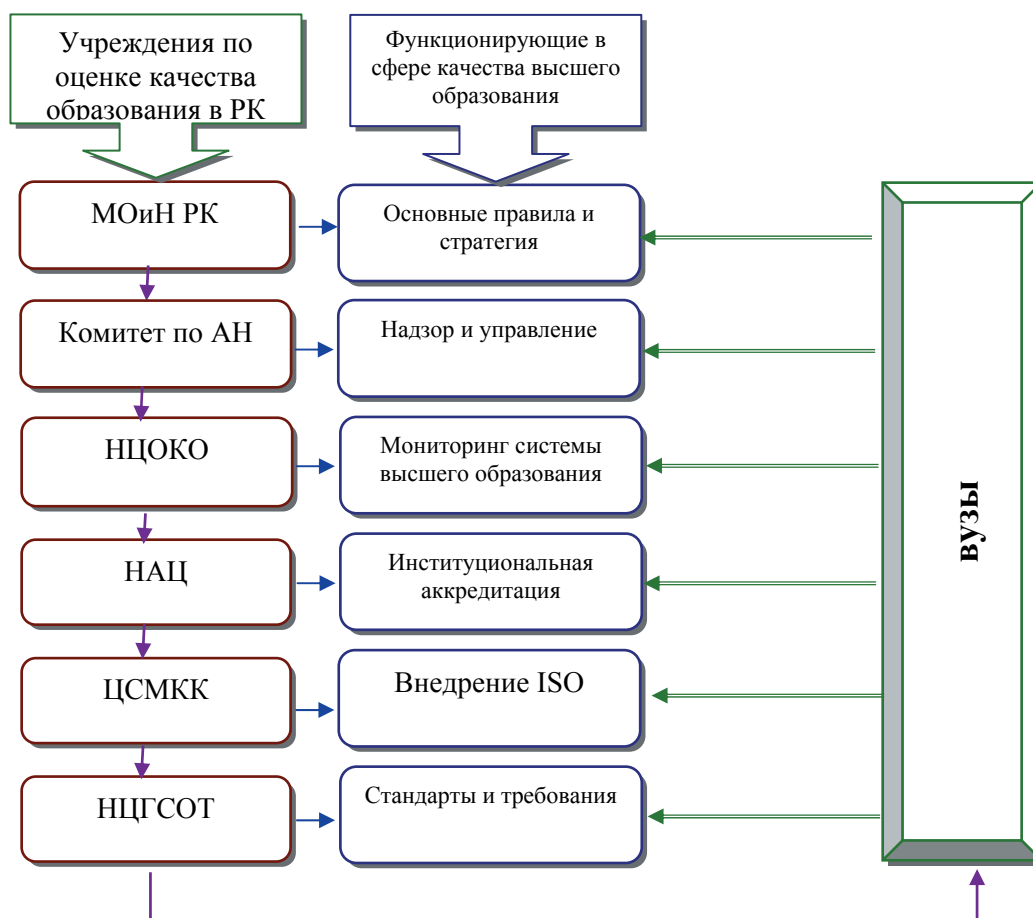 Учреждения по
оценке качества
образования в РК
Функционирующие в
сфере качества высшего
образования
МОиН РК
Основные правила и
стратегия
Комитет по АН
Надзор и управление
НЦОКО
Мониторинг системы
высшего образования
НАЦ
Институциональная
аккредитация
ЦСМКК
Внедрение ISO
НЦГСОТ
Стандарты и требования
вузы